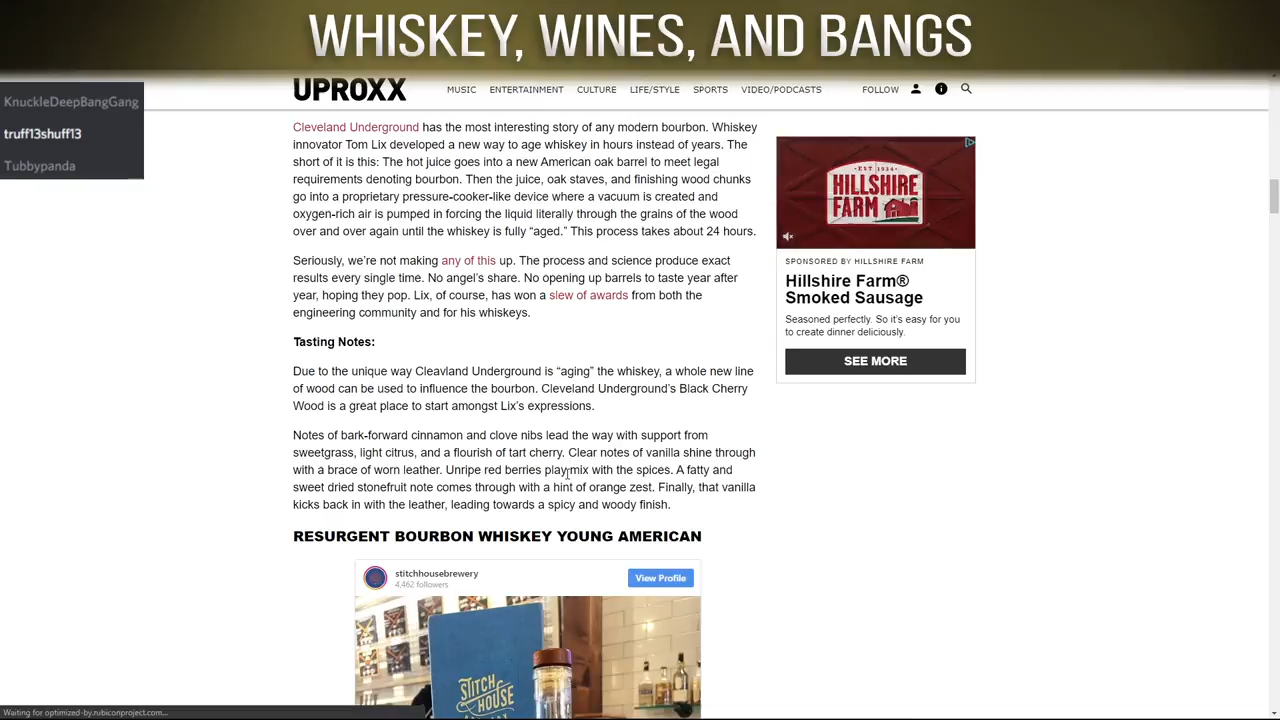 WHISKEY, WINES, AND BANGS
UPROXX
MUSIC ENTERTAINMENT CULTURE LIFE/STYLE SPORTS VIDEO/PODCASTS FOLLOW
KnuckleDeepBangGang
truff13shuff13
Tubbypanda
Cleveland Underground has the most interesting story of any modern bourbon. Whiskey
innovator Tom Lix developed a new way to age whiskey in hours instead of years. The
short of it is this: The hot juice goes into a new American oak barrel to meet legal
requirements denoting bourbon. Then the juice, oak staves, and finishing wood chunks
go into a proprietary pressure-cooker-like device where a vacuum is created and
oxygen-rich air is pumped in forcing the liquid literally through the grains of the wood
over and over again until the whiskey is fully “aged.” This process takes about 24 hours.
Seriously, we’re not making any of this up. The process and science produce exact
results every single time. No angel’s share. No opening up barrels to taste year after
year, hoping they pop. Lix, of course, has won a slew of awards from both the
engineering community and for his whiskeys.
Tasting Notes:
Due to the unique way Cleavland Underground is “aging” the whiskey, a whole new line
of wood can be used to influence the bourbon. Cleveland Underground’s Black Cherry
Wood is a great place to start amongst Lix’s expressions.
Notes of bark-forward cinnamon and clove nibs lead the way with support from
sweetgrass, light citrus, and a flourish of tart cherry. Clear notes of vanilla shine through
with a brace of worn leather. Unripe red berries play mix with the spices. A fatty and
sweet dried stonefruit note comes through with a hint of orange zest. Finally, that vanilla
kicks back in with the leather, leading towards a spicy and woody finish.
RESURGENT BOURBON WHISKEY YOUNG AMERICAN
stitchhousebrewery
4,462 followers
View Profile
STITCH
HOUSE
EST 1934
HILLSHIRE
FARM
SPONSORED BY HILLSHIRE FARM
Hillshire Farm®
Smoked Sausage
Seasoned perfectly. So it’s easy for you
to create dinner deliciously.
SEE MORE
Waiting for optimized-by.rubiconproject.com...